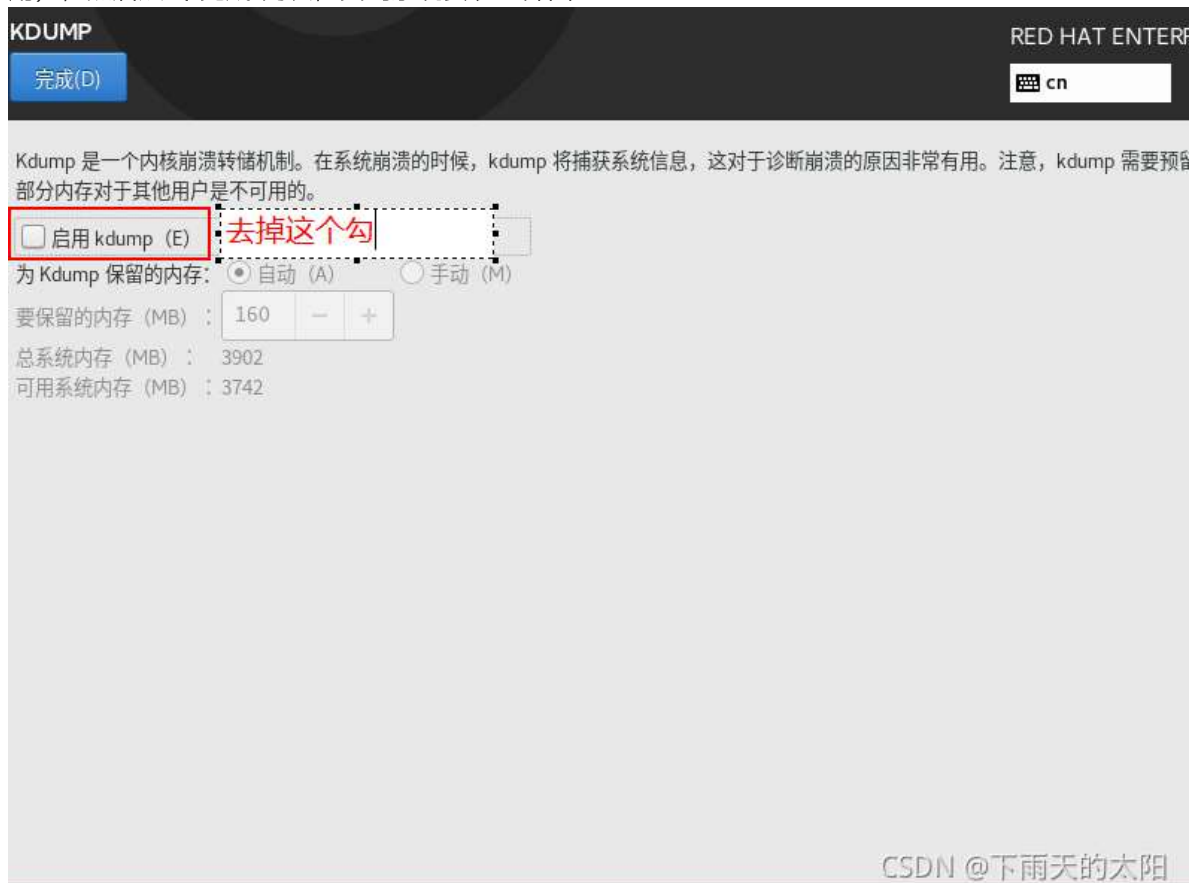 KDUMP
RED HAT ENTERP
完成(D)
cn
Kdump 是一个内核崩溃转储机制。在系统崩溃的时候，kdump 将捕获系统信息，这对于诊断崩溃的原因非常有用。注意，kdump 需要预留
部分内存对于其他用户是不可用的。
启用 kdump（E） 去掉这个勾
为 Kdump 保留的内存： 自动（A） 手动（M）
要保留的内存（MB）： 160 － ＋
总系统内存（MB）： 3902
可用系统内存（MB）：3742
CSDN @下雨天的太阳